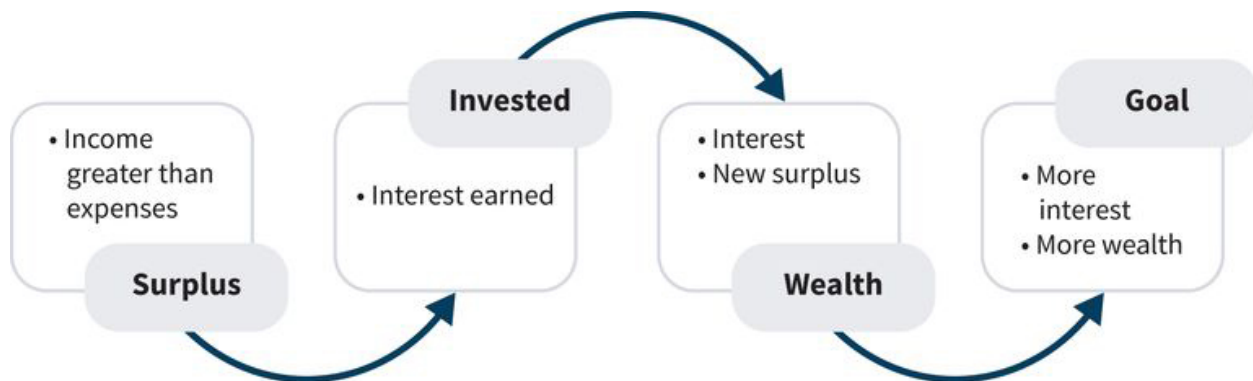 • Income
greater than
expenses
Surplus
Invested
• Interest earned
• Interest
• New surplus
Wealth
Goal
• More
interest
• More wealth